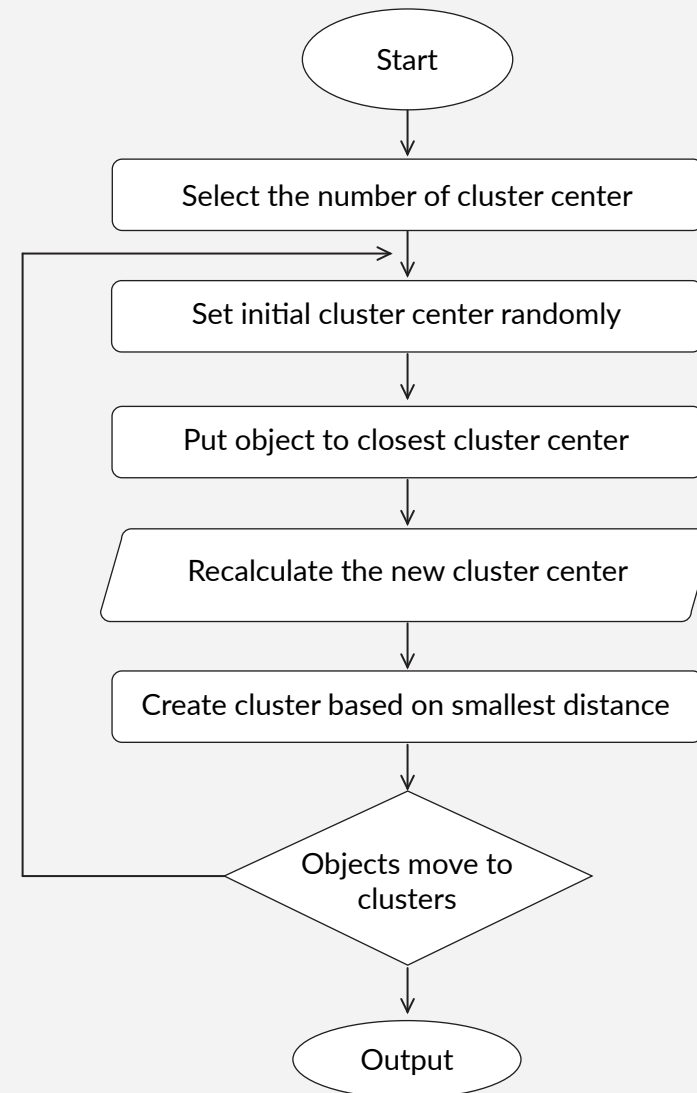 Start
Select the number of cluster center
Set initial cluster center randomly
Put object to closest cluster center
Recalculate the new cluster center
Create cluster based on smallest distance
Objects move to
clusters
Output